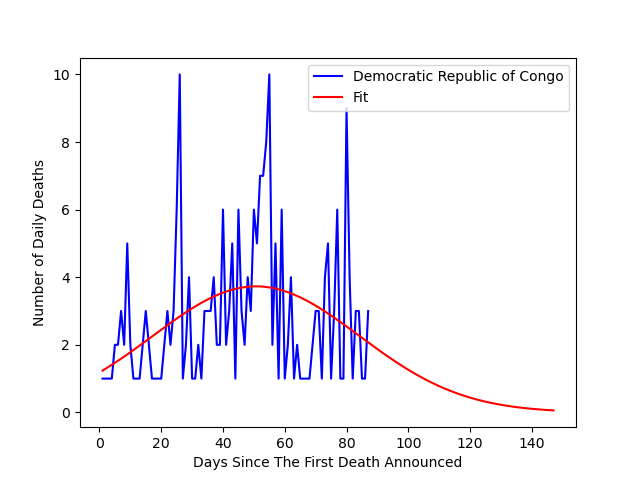 Democratic Republic of Congo
Fit
Number of Daily Deaths
10
8
6
4
2
0
0 20 40 60 80 100 120 140
Days Since The First Death Announced